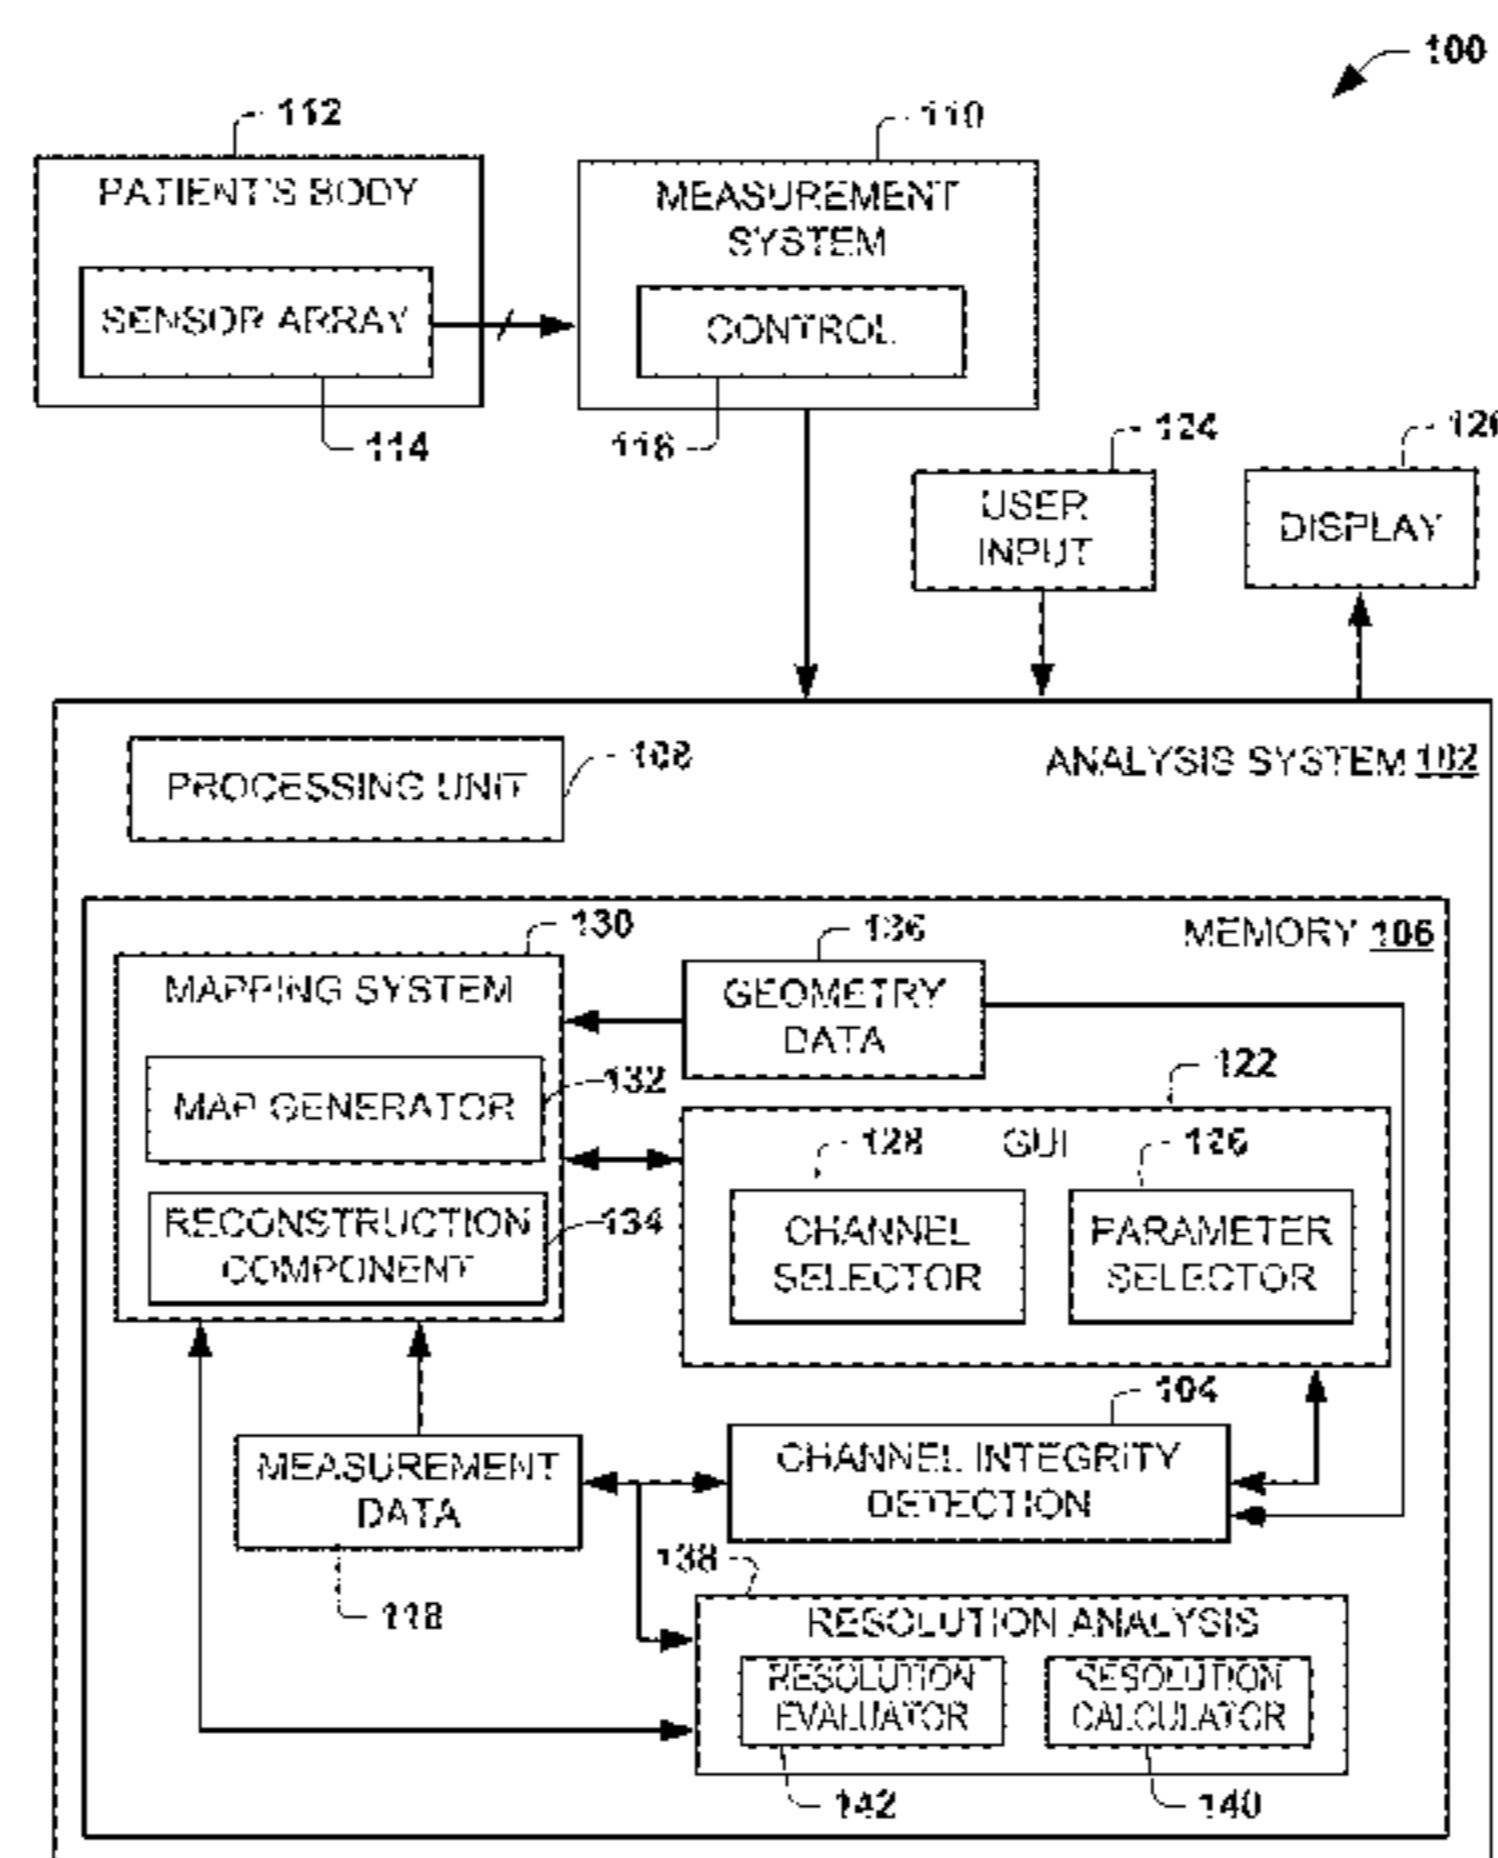 100
112
110
PATIENT'S BODY
MEASUREMENT
SYSTEM
SENSOR ARRAY
CONTROL
114
116
124
USER
INPUT
DISPLAY
PROCESSING UNIT
108
ANALYSIS SYSTEM 102
MEMORY 106
130
MAPPING SYSTEM
136
GEOMETRY
DATA
MAP GENERATOR
132
122
GUI
128
126
RECONSTRUCTION
COMPONENT
134
CHANNEL
SELECTOR
PARAMETER
SELECTOR
104
MEASUREMENT
DATA
CHANNEL INTEGRITY
DETECTION
118
138
RESOLUTION ANALYSIS
RESOLUTION
EVALUATOR
RESOLUTION
CALCULATOR
142
140